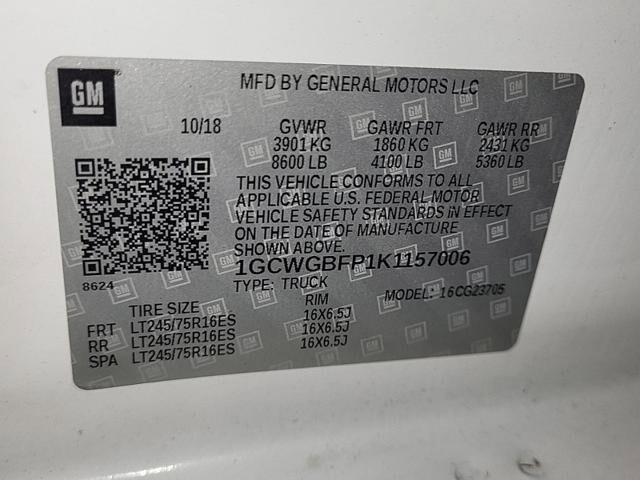 GM
MFD BY GENERAL MOTORS LLC
10/18 GVWR GAWR FRT GAWR RR
3901 KG 1860 KG 2431 KG
8600 LB 4100 LB 5360 LB
THIS VEHICLE CONFORMS TO ALL
APPLICABLE U.S. FEDERAL MOTOR
VEHICLE SAFETY STANDARDS IN EFFECT
ON THE DATE OF MANUFACTURE
SHOWN ABOVE.
1GCWGBFP1K1157006
8624
TYPE: TRUCK MODEL: 16CG23705
TIRE SIZE RIM
FRT LT245/75R16ES 16X6.5J
RR LT245/75R16ES 16X6.5J
SPA LT245/75R16ES 16X6.5J